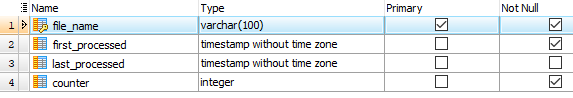 Name Type Primary Not Null
1 file_name varchar(100)
2 first_processed timestamp without time zone
3 last_processed timestamp without time zone
4 counter integer